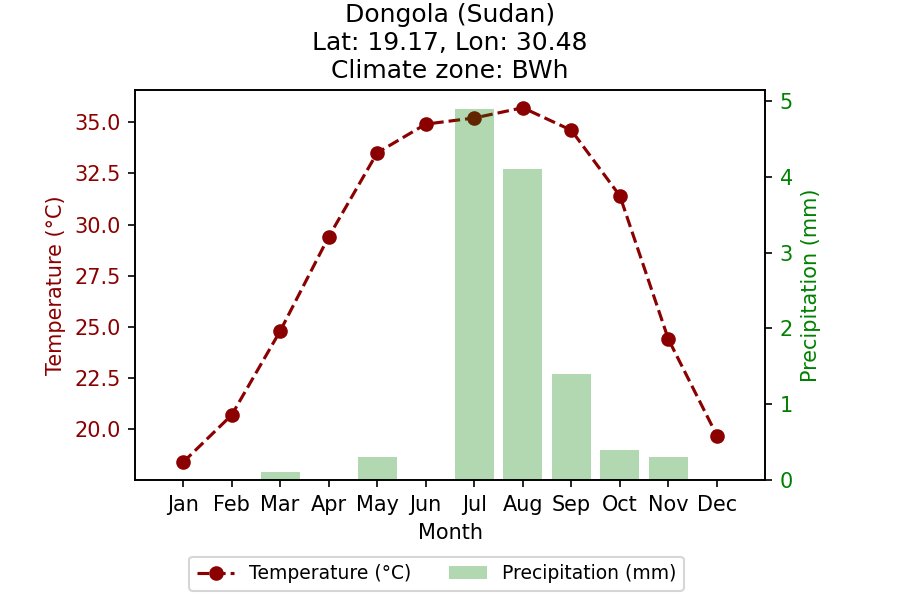 Dongola (Sudan)
Lat: 19.17, Lon: 30.48
Climate zone: BWh
Temperature (°C)
35.0
32.5
30.0
27.5
25.0
22.5
20.0
5
4
3
2
1
0
Precipitation (mm)
Jan Feb Mar Apr May Jun Jul Aug Sep Oct Nov Dec
Month
Temperature (°C) Precipitation (mm)